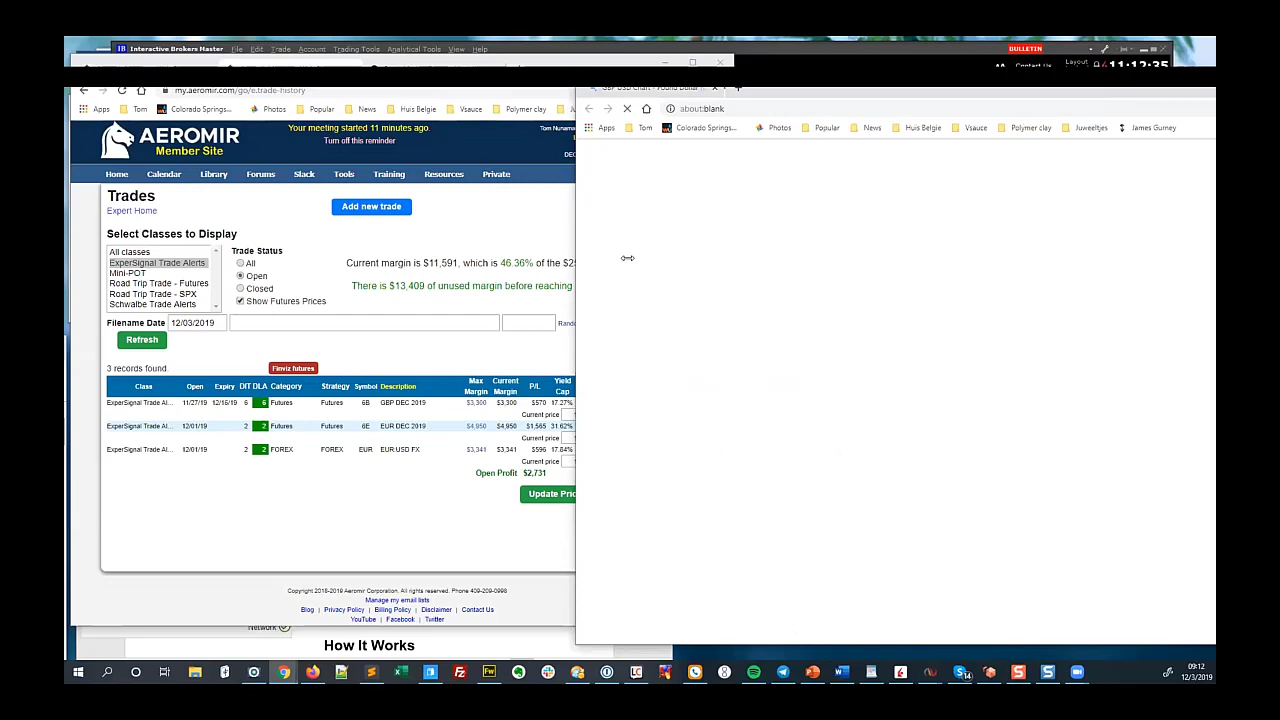 Interactive Brokers Master File Edit Trade Account Trading Tools Analytical Tools View Help BULLETIN
Contact Us Layout 11:12:35
my.aeromir.com/go/e.trade-history
about:blank
Apps Tom Colorado Springs... Photos Popular News Huis Belgie Vsauce Polymer clay
Apps Tom Colorado Springs... Photos Popular News Huis Belgie Vsauce Polymer clay Juweeltjes James Gurney
AEROMIR
Member Site
Your meeting started 11 minutes ago.
Turn off this reminder
Home Calendar Library Forums Slack Tools Training Resources Private
Trades
Expert Home
Add new trade
Select Classes to Display
All classes
ExperSignal Trade Alerts
Mini-POT
Road Trip Trade - Futures
Road Trip Trade - SPX
Schwalbe Trade Alerts
Trade Status
All
Open
Closed
Show Futures Prices
Current margin is $11,591, which is 46.36% of the $2
There is $13,409 of unused margin before reaching
Filename Date 12/03/2019
Refresh
3 records found.
Finviz futures
Class Open Expiry DIT DLA Category Strategy Symbol Description Max Margin Current Margin P/L Yield Cap
ExperSignal Trade Al... 11/27/19 12/16/19 6 6 Futures Futures 6B GBP DEC 2019 $3,300 $3,300 $570 17.27%
Current price
ExperSignal Trade Al... 12/01/19 2 2 Futures Futures 6E EUR DEC 2019 $4,950 $4,950 $1,565 31.62%
Current price
ExperSignal Trade Al... 12/01/19 2 2 FOREX FOREX EUR EUR:USD FX $3,341 $3,341 $596 17.84%
Current price
Open Profit $2,731
Update Pric
Copyright 2018-2019 Aeromir Corporation. All rights reserved. Phone 409-209-0998
Manage my email lists
Blog | Privacy Policy | Billing Policy | Disclaimer | Contact Us
YouTube | Facebook | Twitter
Network
How It Works
09:12
12/3/2019